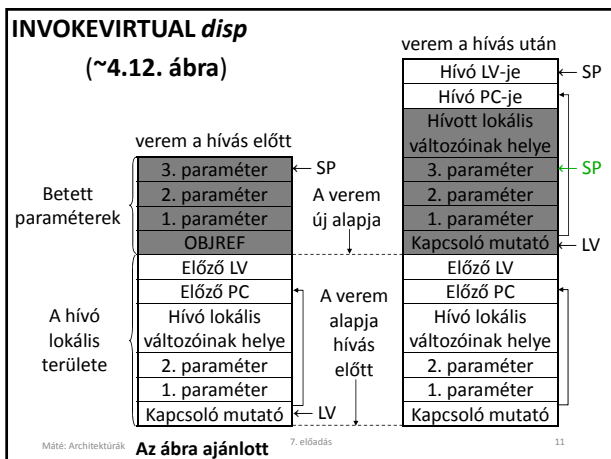 INVOKEVIRTUAL disp
(~4.12. ábra)
verem a hívás előtt
3. paraméter
← SP
2. paraméter
1. paraméter
OBJREF
Betett
paraméterek
Előző LV
Előző PC
Hívó lokális
változóinak helye
2. paraméter
1. paraméter
Kapcsoló mutató
← LV
A hívó
lokális
területe
A verem
új alapja
A verem
alapja
hívás
előtt
verem a hívás után
Hívó LV-je
← SP
Hívó PC-je
Hívott lokális
változóinak helye
3. paraméter
← SP
2. paraméter
1. paraméter
Kapcsoló mutató
← LV
Előző LV
Előző PC
Hívó lokális
változóinak helye
2. paraméter
1. paraméter
Kapcsoló mutató
Máté: Architektúrák
Az ábra ajánlott
7. előadás
11